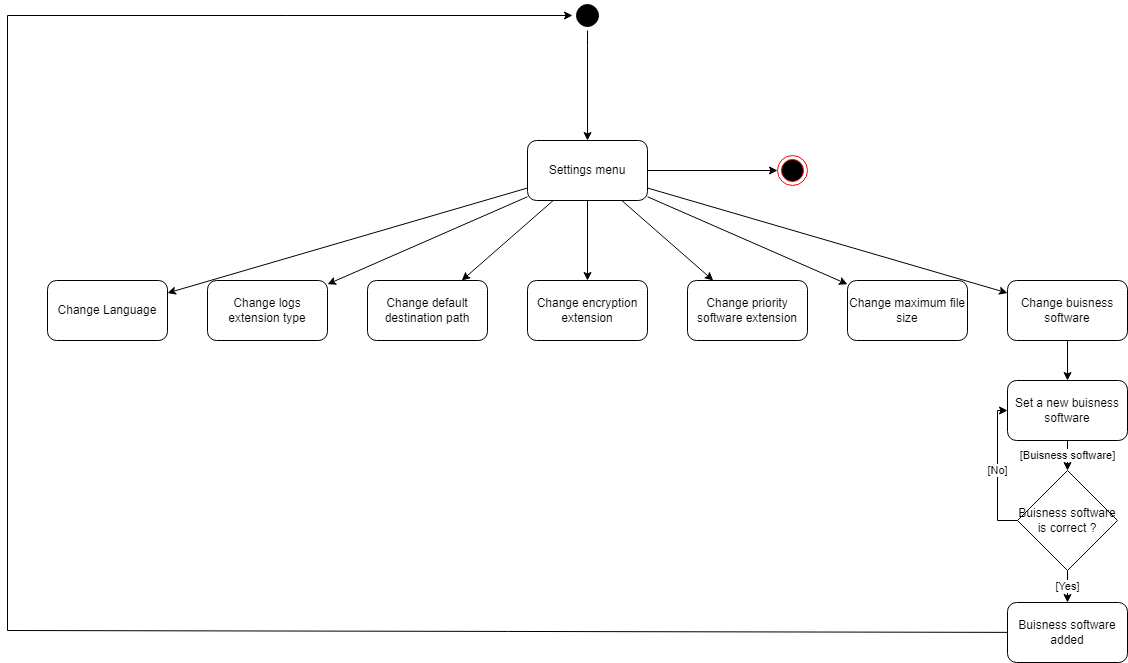 Settings menu
Change Language
Change logs
extension type
Change default
destination path
Change encryption
extension
Change priority
software extension
Change maximum file
size
Change buisness
software
Set a new buisness
software
[Buisness software]
[No]
Buisness software
is correct ?
[Yes]
Buisness software
added